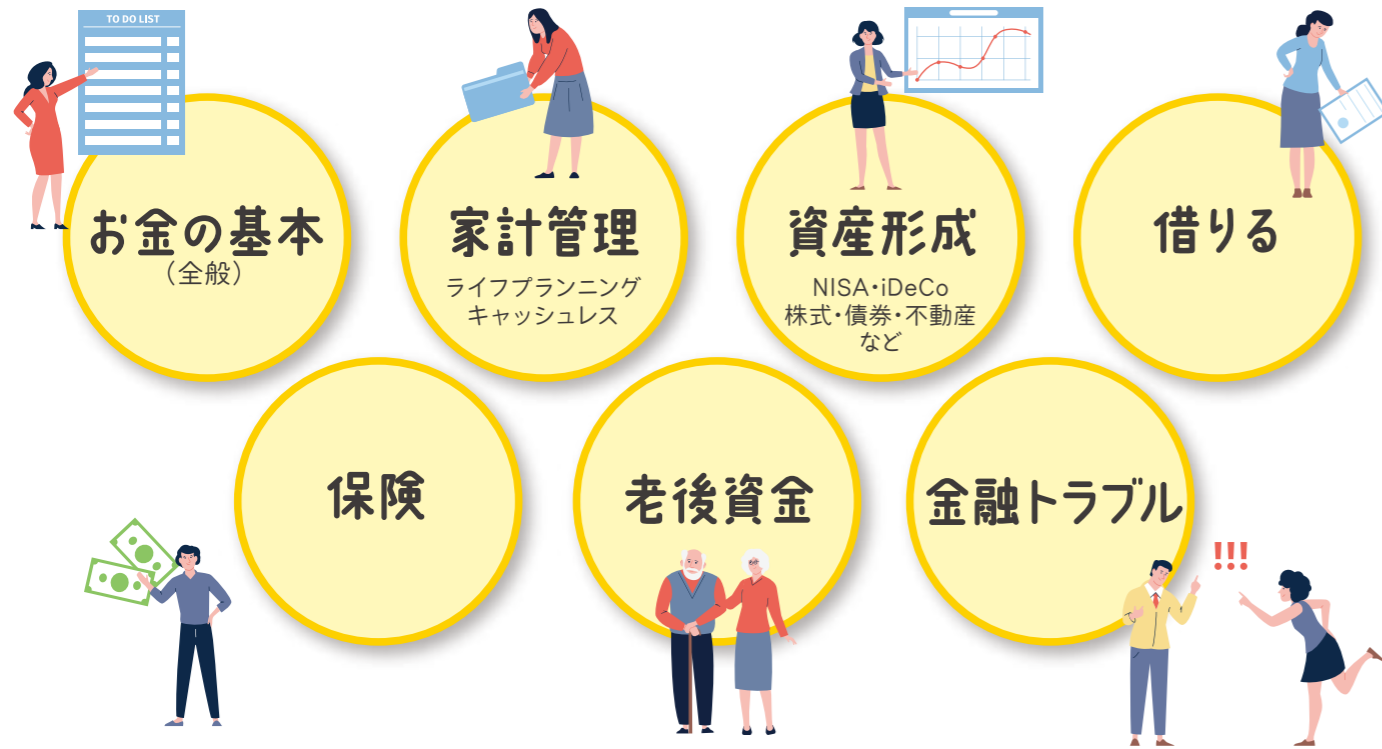 TO DO LIST
お金の基本
（全般）
家計管理
ライフプランニング
キャッシュレス
資産形成
NISA・iDeCo
株式・債券・不動産
など
借りる
保険
老後資金
金融トラブル
!!!